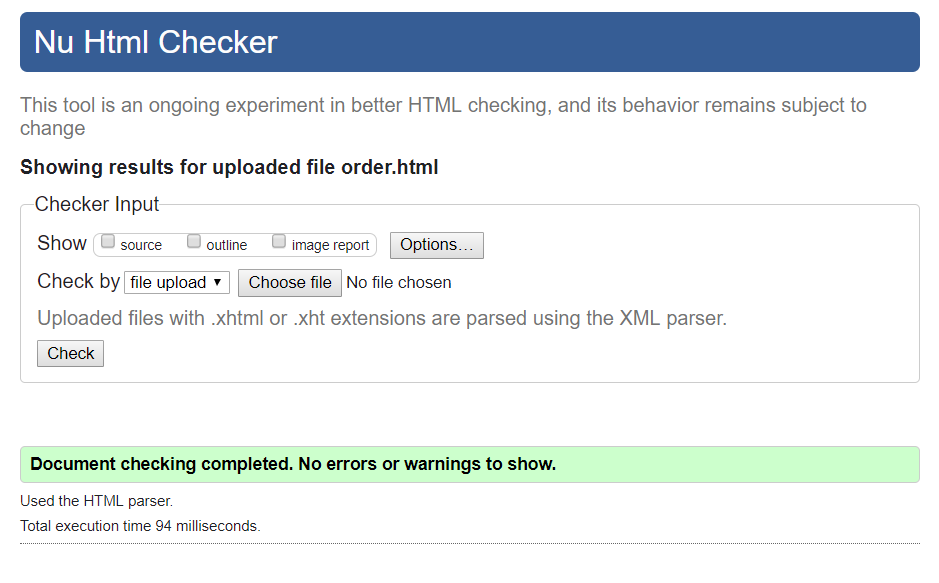 Nu Html Checker
This tool is an ongoing experiment in better HTML checking, and its behavior remains subject to
change
Showing results for uploaded file order.html
Checker Input
Show source outline image report Options...
Check by file upload Choose file No file chosen
Uploaded files with .xhtml or .xht extensions are parsed using the XML parser.
Check
Document checking completed. No errors or warnings to show.
Used the HTML parser.
Total execution time 94 milliseconds.